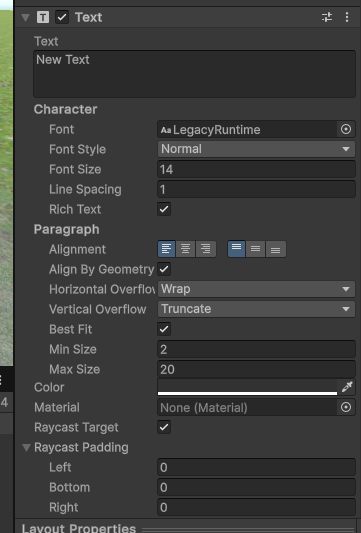 Text
Text
New Text
Character
Font
Aa LegacyRuntime
Font Style
Normal
Font Size
14
Line Spacing
1
Rich Text
Paragraph
Alignment
Align By Geometry
Horizontal Overflow
Wrap
Vertical Overflow
Truncate
Best Fit
Min Size
2
Max Size
20
Color
Material
None (Material)
Raycast Target
Raycast Padding
Left
0
Bottom
0
Right
0
Layout Properties
4